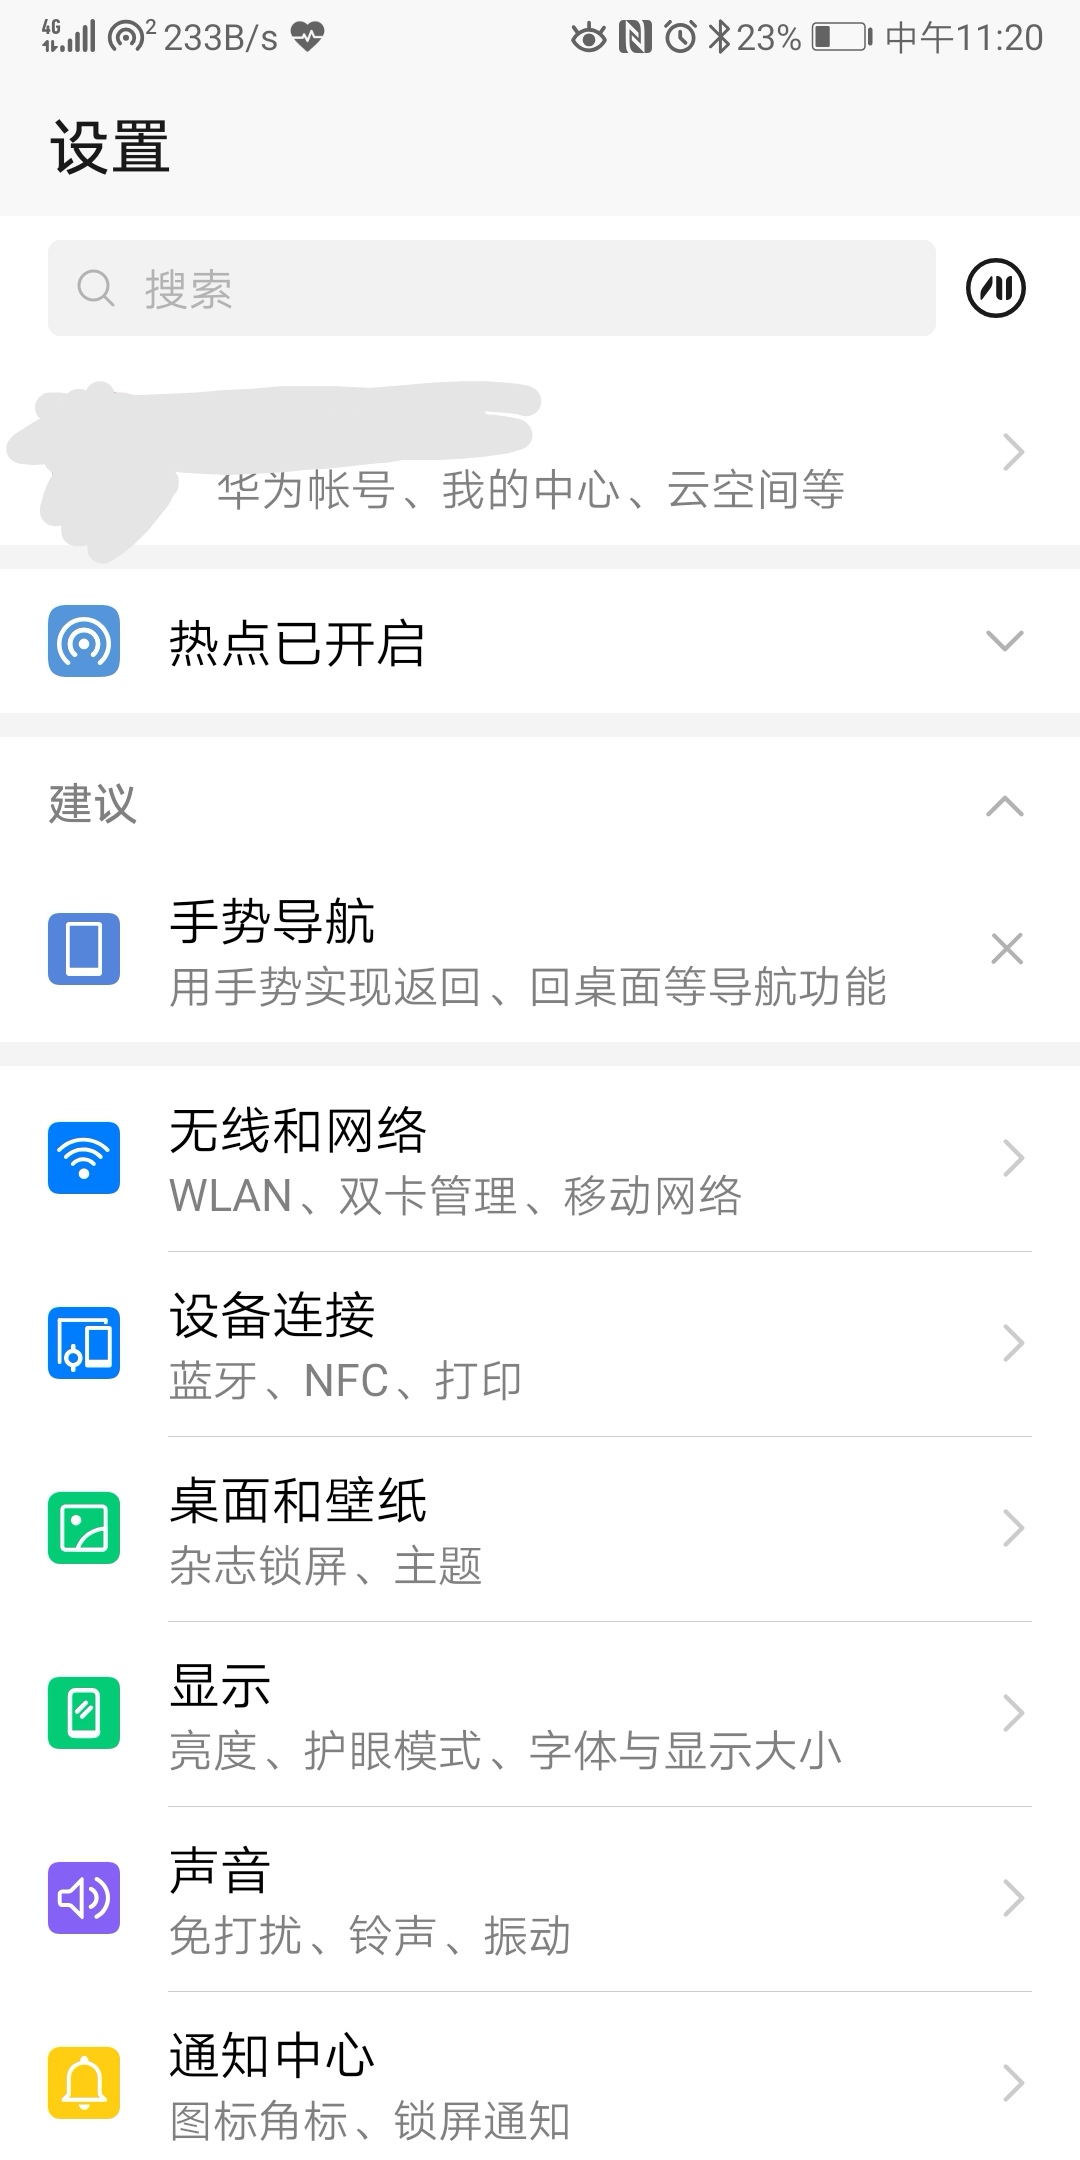 4G 2 233B/s 23% 中午11:20
设置
搜索
华为帐号、我的中心、云空间等
热点已开启
建议
手势导航
用手势实现返回、回桌面等导航功能
无线和网络
WLAN、双卡管理、移动网络
设备连接
蓝牙、NFC、打印
桌面和壁纸
杂志锁屏、主题
显示
亮度、护眼模式、字体与显示大小
声音
免打扰、铃声、振动
通知中心
图标角标、锁屏通知